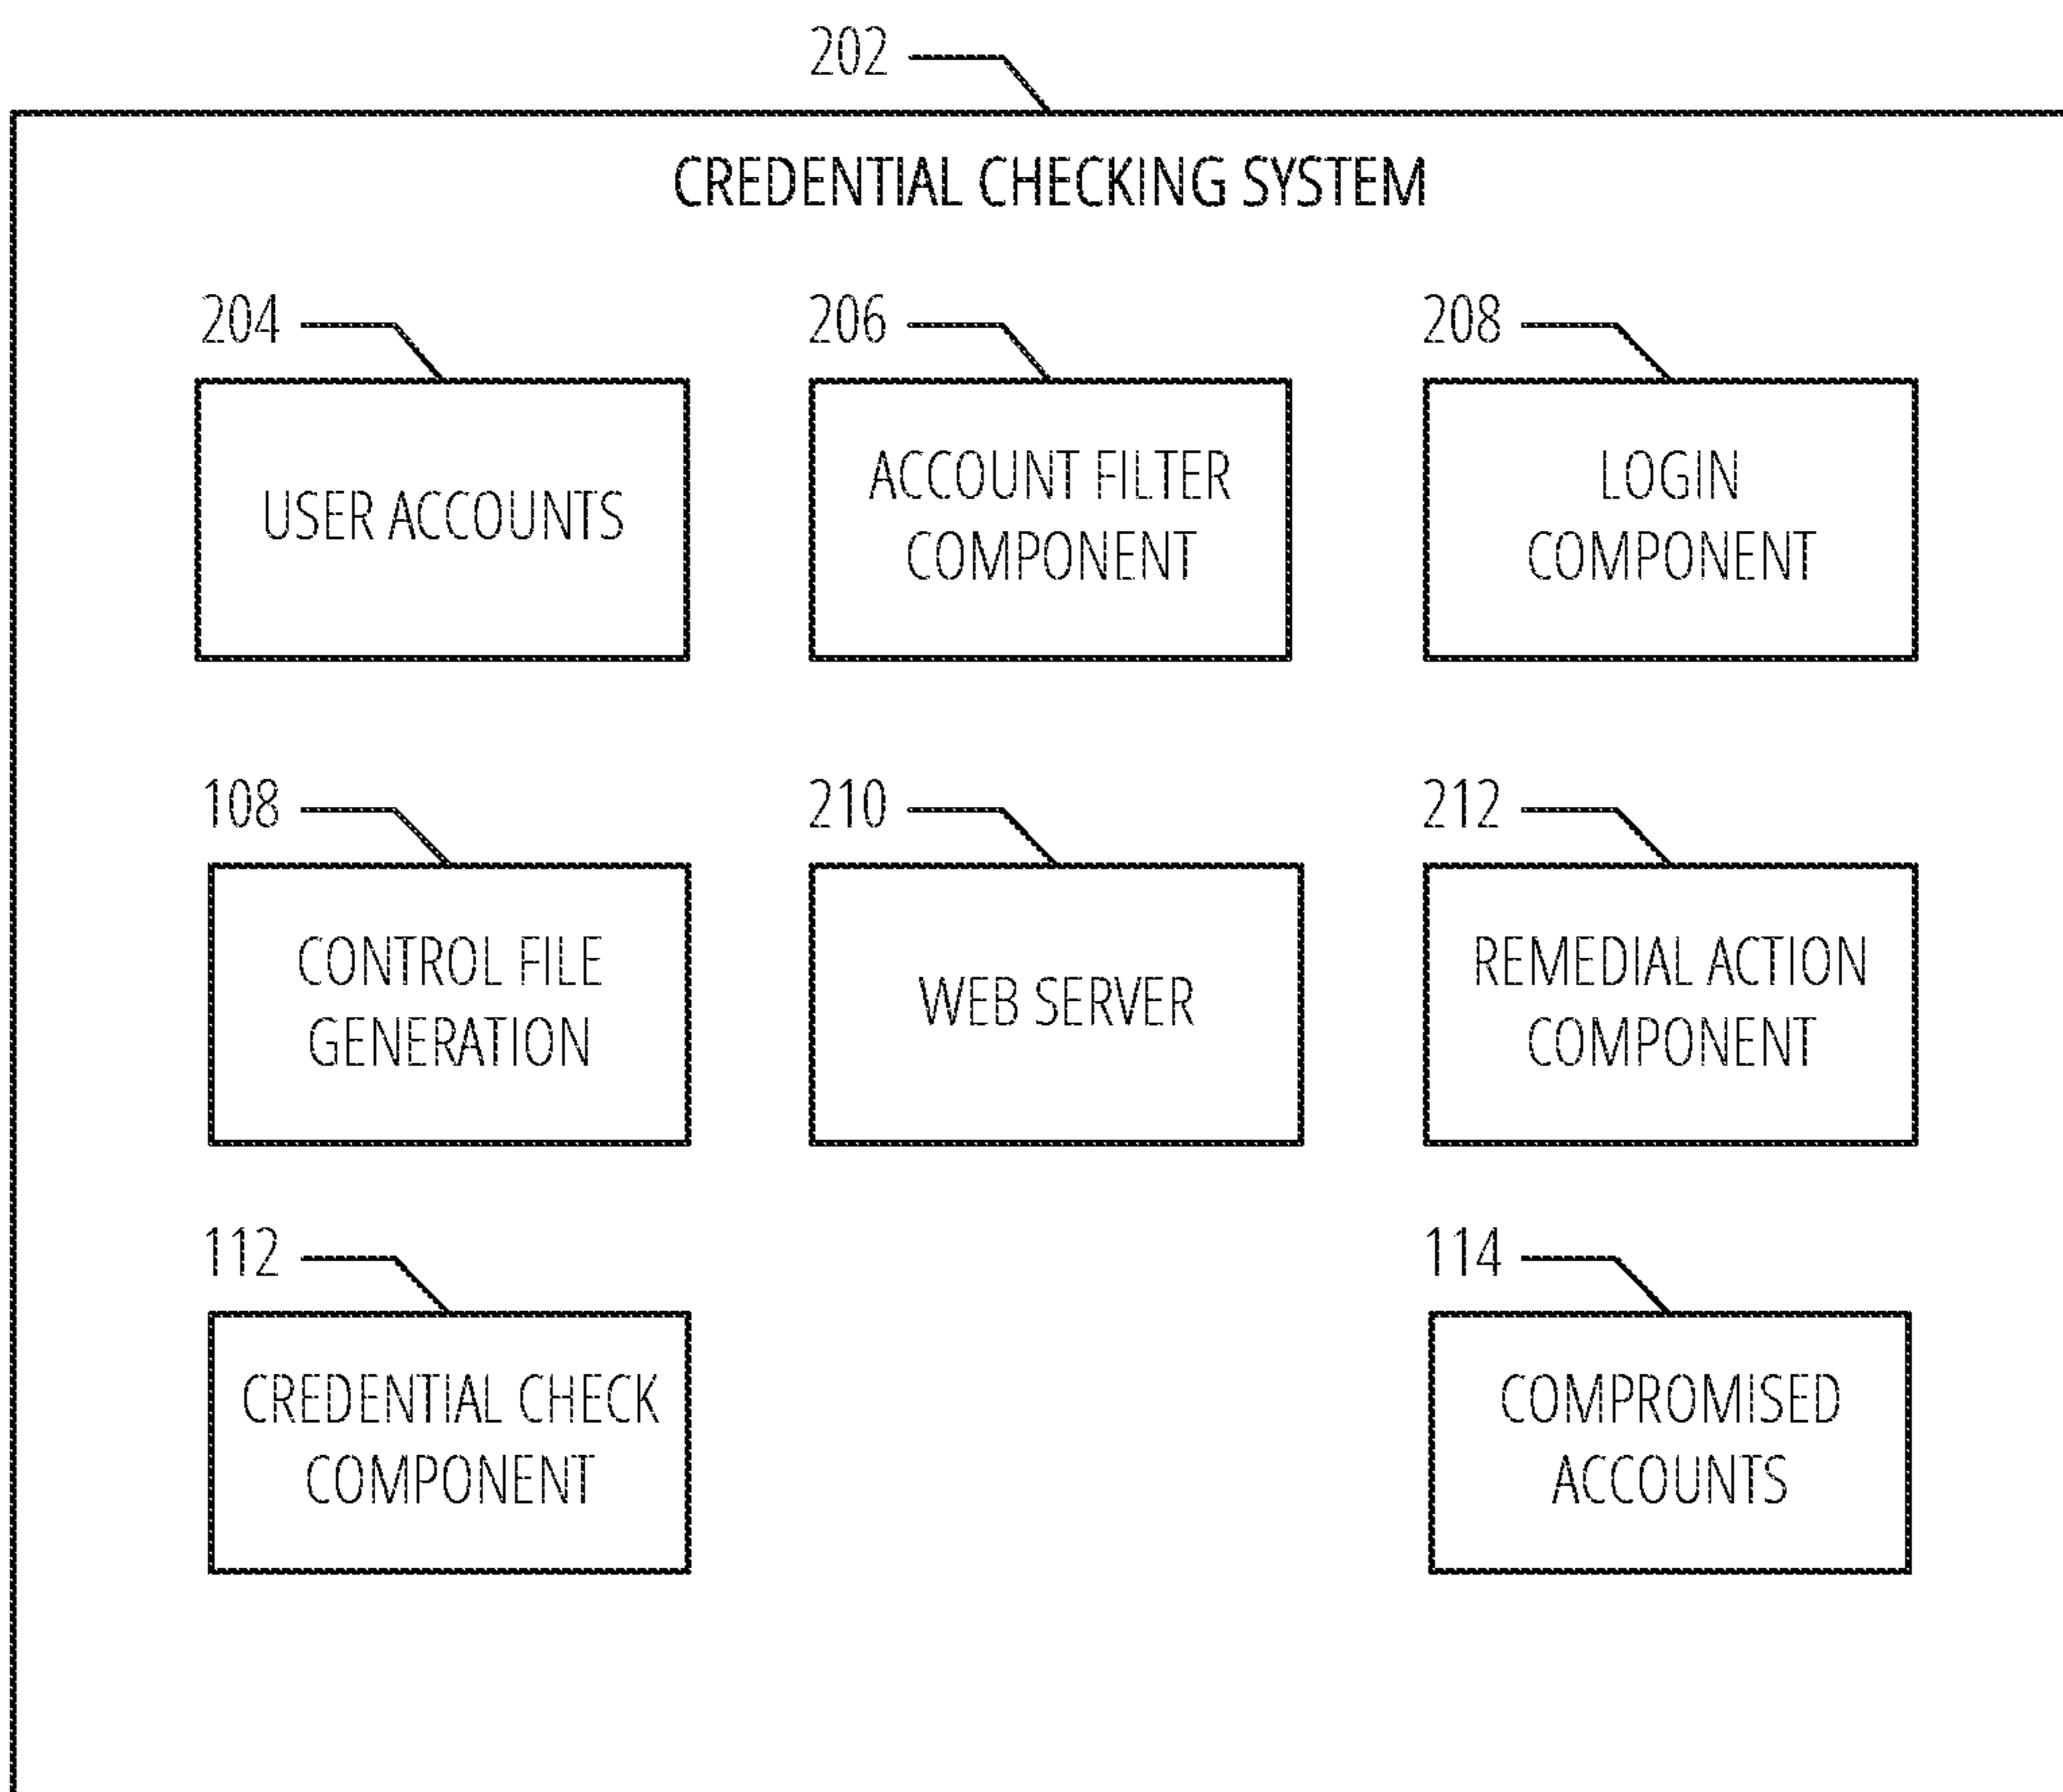 202
CREDENTIAL CHECKING SYSTEM
204
206
208
USER ACCOUNTS
ACCOUNT FILTER
COMPONENT
LOGIN
COMPONENT
108
210
212
CONTROL FILE
GENERATION
WEB SERVER
REMEDIAL ACTION
COMPONENT
112
114
CREDENTIAL CHECK
COMPONENT
COMPROMISED
ACCOUNTS